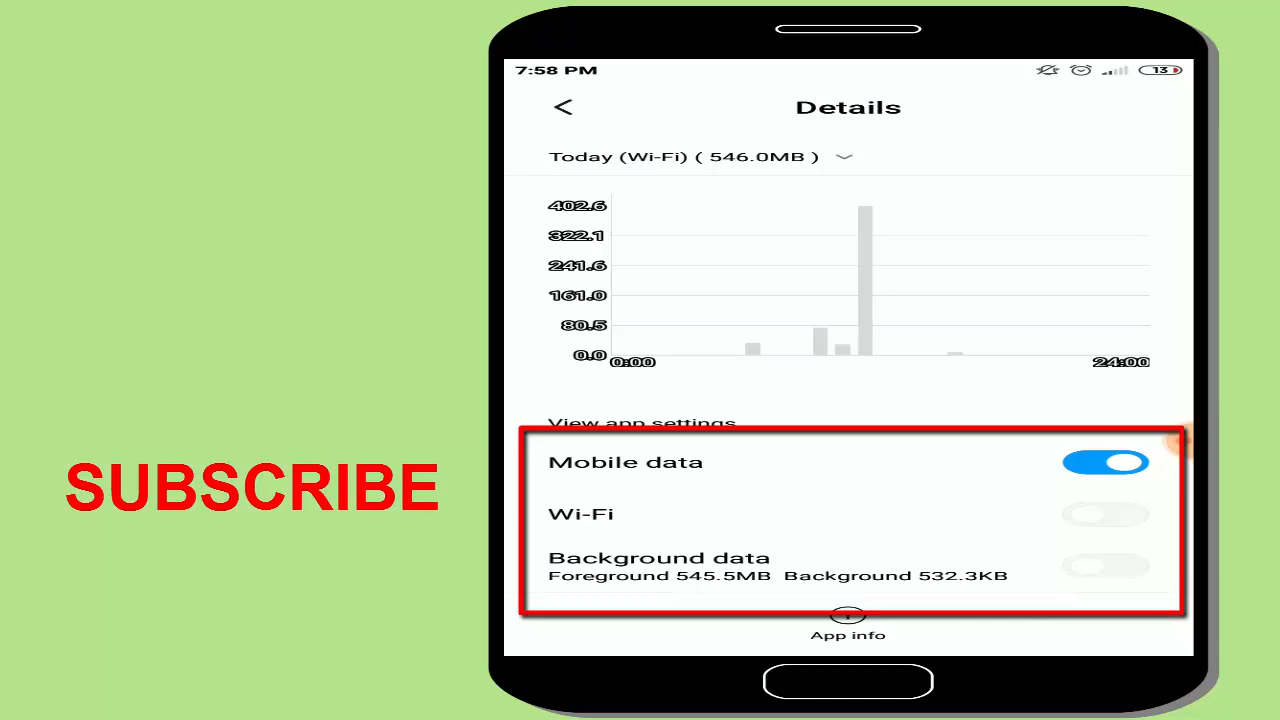 7:58 PM
13
Details
Today (Wi-Fi) ( 546.0MB )
402.6
322.1
241.6
161.0
80.5
0.0
0:00 24:00
View app settings
Mobile data
Wi-Fi
Background data
Foreground 545.5MB Background 532.3KB
App info
SUBSCRIBE